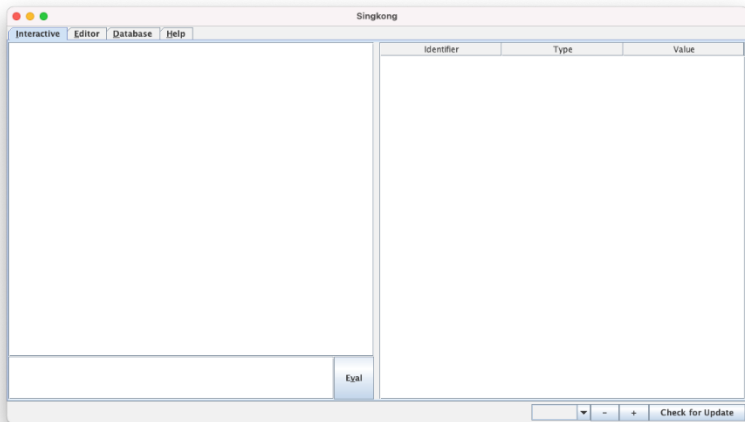 Singkong
Interactive Editor Database Help
Identifier Type Value
Eval
- + Check for Update